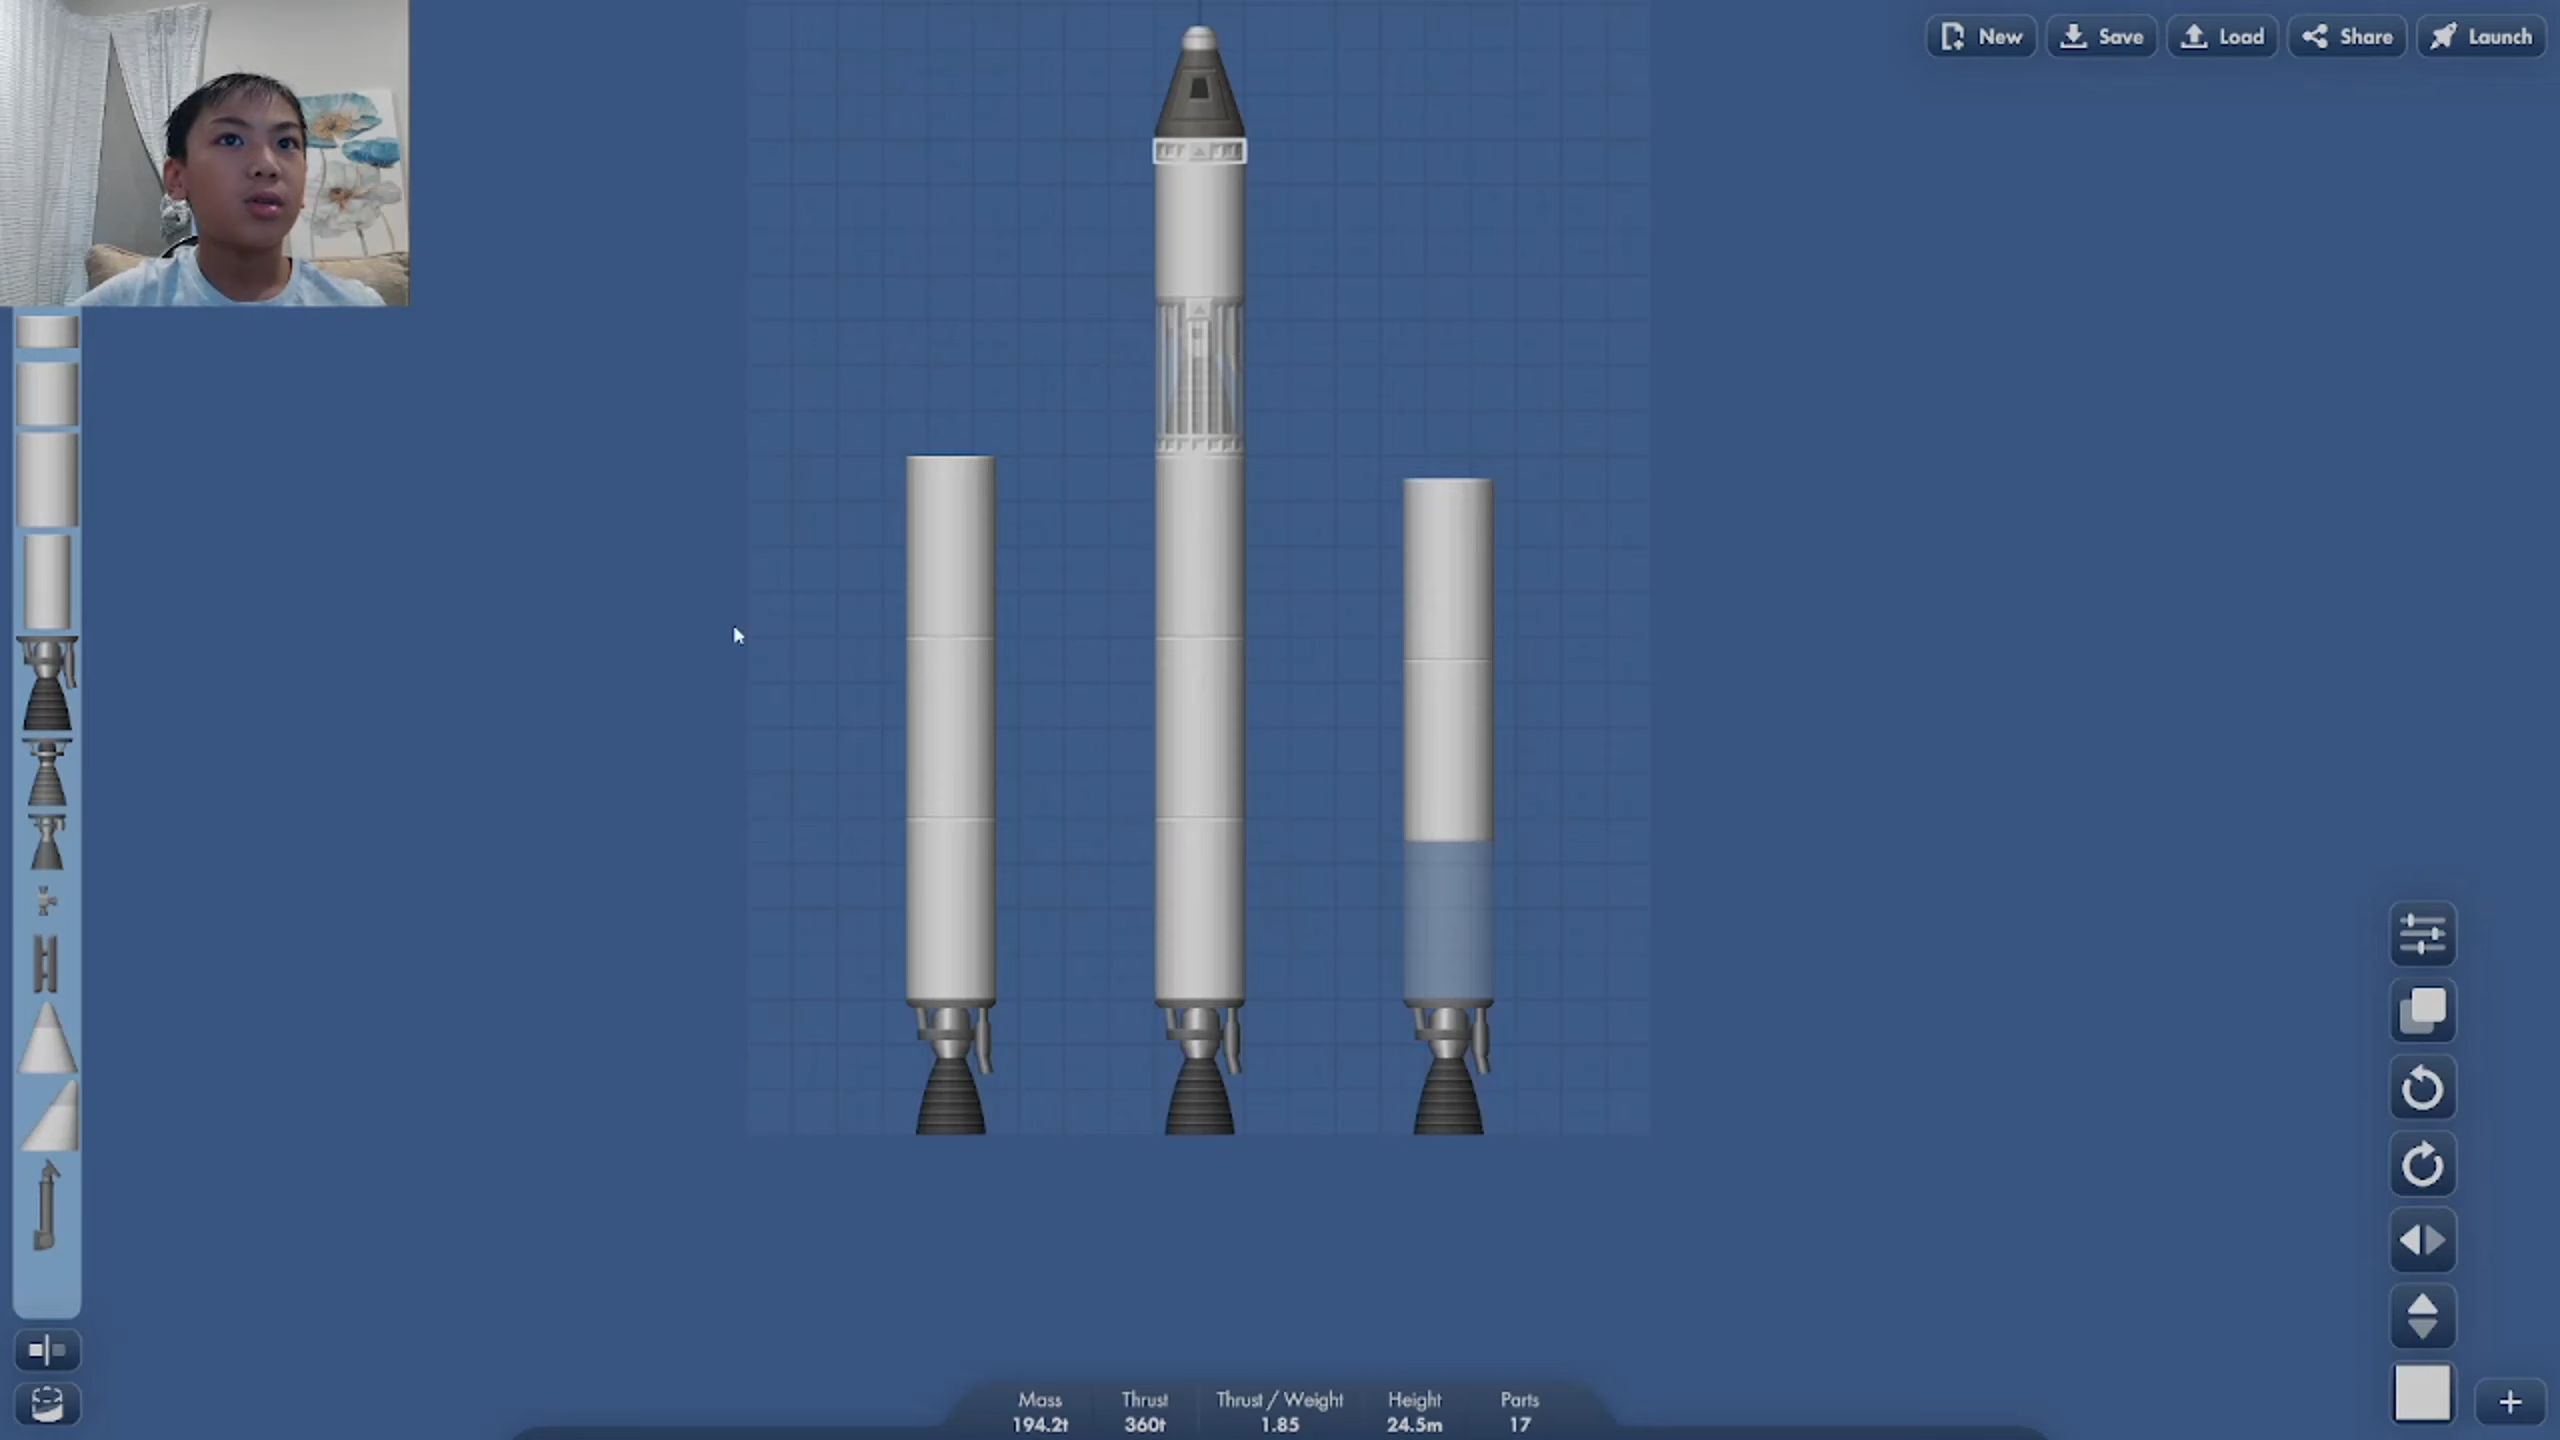 New Save Load Share Launch
Mass Thrust Thrust / Weight Height Parts
194.2t 360t 1.85 24.5m 17